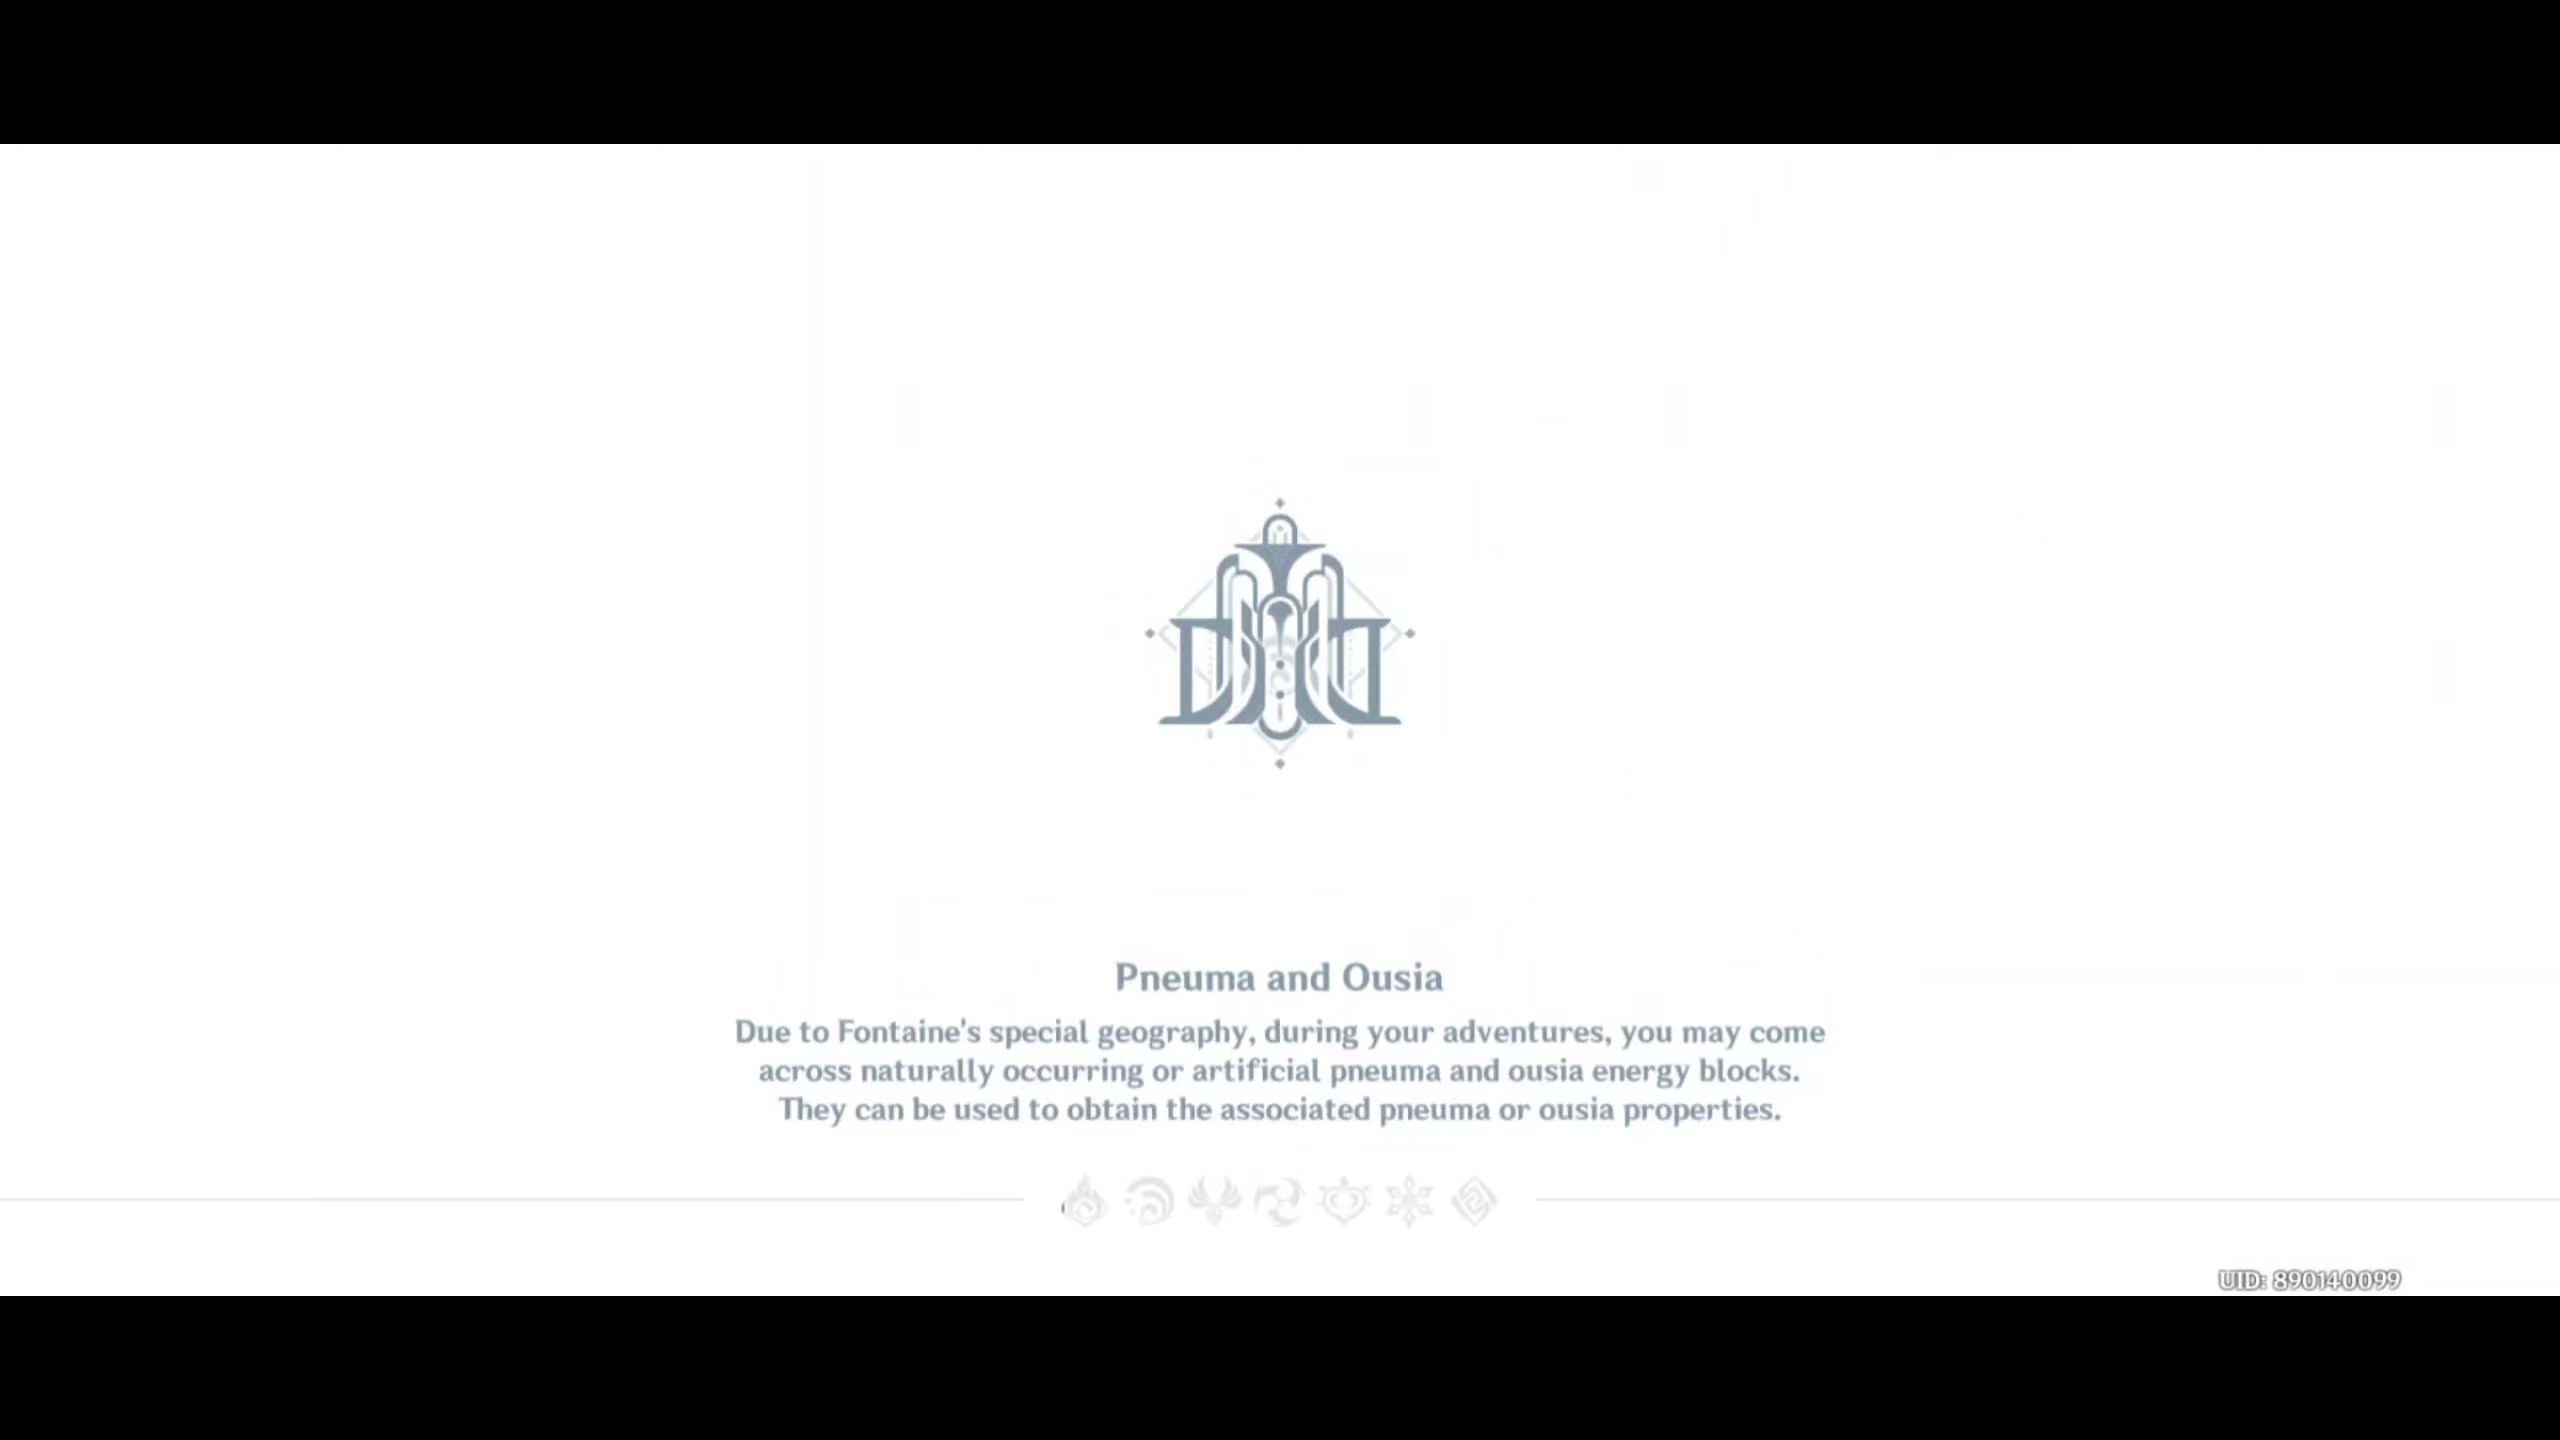 Pneuma and Ousia
Due to Fontaine's special geography, during your adventures, you may come
across naturally occurring or artificial pneuma and ousia energy blocks.
They can be used to obtain the associated pneuma or ousia properties.
UID: 890140099